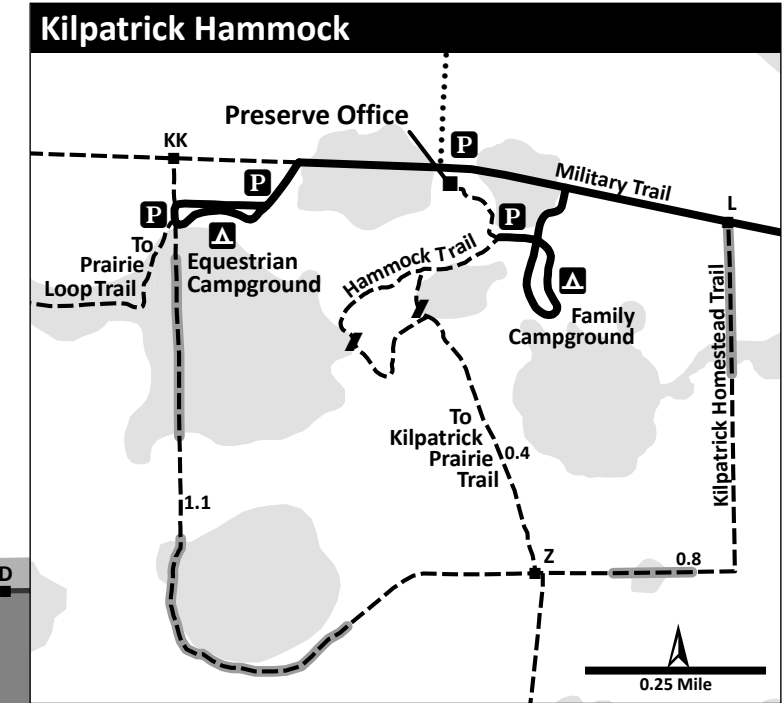 Kilpatrick Hammock
Preserve Office
KK
P
P
Military Trail
L
P
P
To
Prairie
Loop Trail
Equestrian
Campground
Hammock Trail
Family
Campground
Kilpatrick Homestead Trail
To
Kilpatrick
Prairie
Trail
0.4
1.1
Z
0.8
D
0.25 Mile